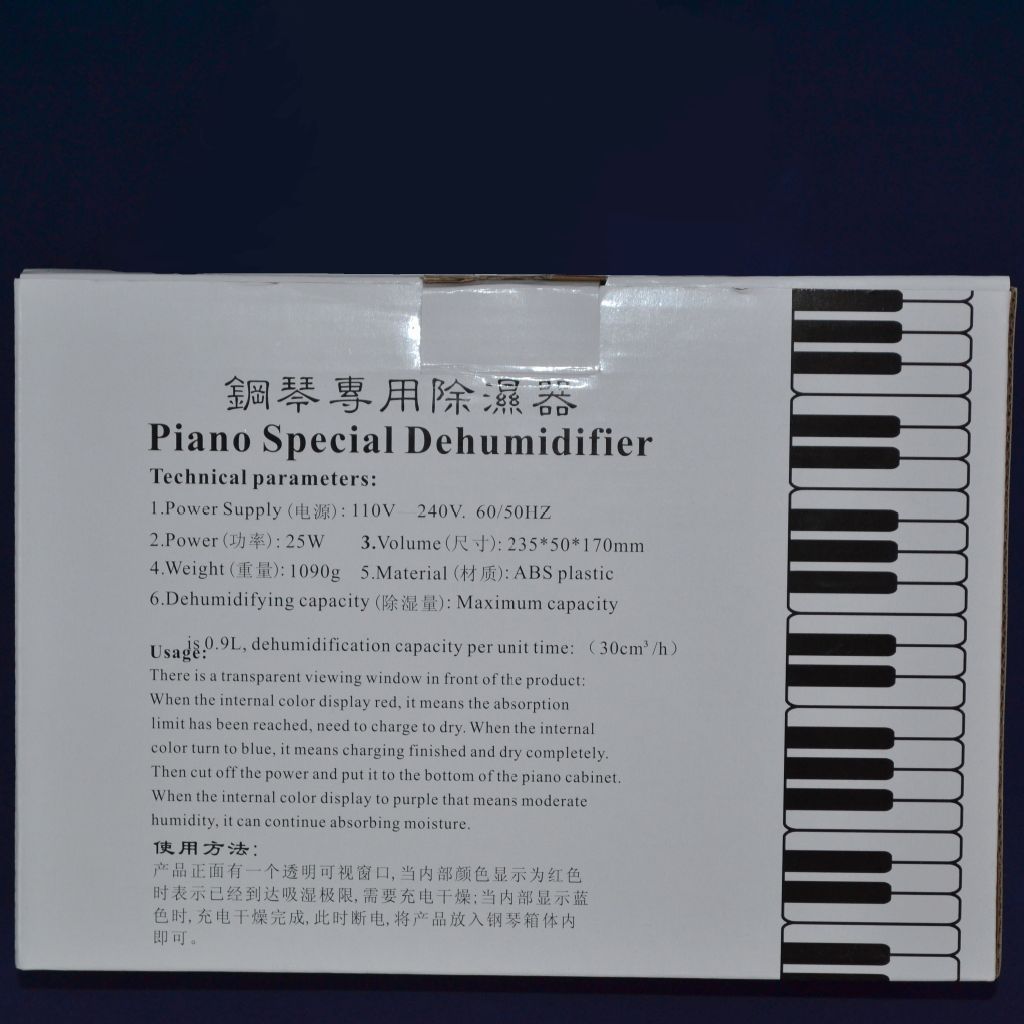 鋼琴專用除濕器
Piano Special Dehumidifier
Technical parameters:
1.Power Supply (电源): 110V—240V. 60/50HZ
2.Power (功率): 25W 3.Volume (尺寸): 235*50*170mm
4.Weight (重量): 1090g 5.Material (材质): ABS plastic
6.Dehumidifying capacity (除湿量): Maximum capacity
is 0.9L, dehumidification capacity per unit time: （30cm³/h）
Usage:
There is a transparent viewing window in front of the product:
When the internal color display red, it means the absorption
limit has been reached, need to charge to dry. When the internal
color turn to blue, it means charging finished and dry completely.
Then cut off the power and put it to the bottom of the piano cabinet.
When the internal color display to purple that means moderate
humidity, it can continue absorbing moisture.
使用方法:
产品正面有一个透明可视窗口,当内部颜色显示为红色
时表示已经到达吸湿极限,需要充电干燥;当内部显示蓝
色时,充电干燥完成,此时断电,将产品放入钢琴箱体内
即可。